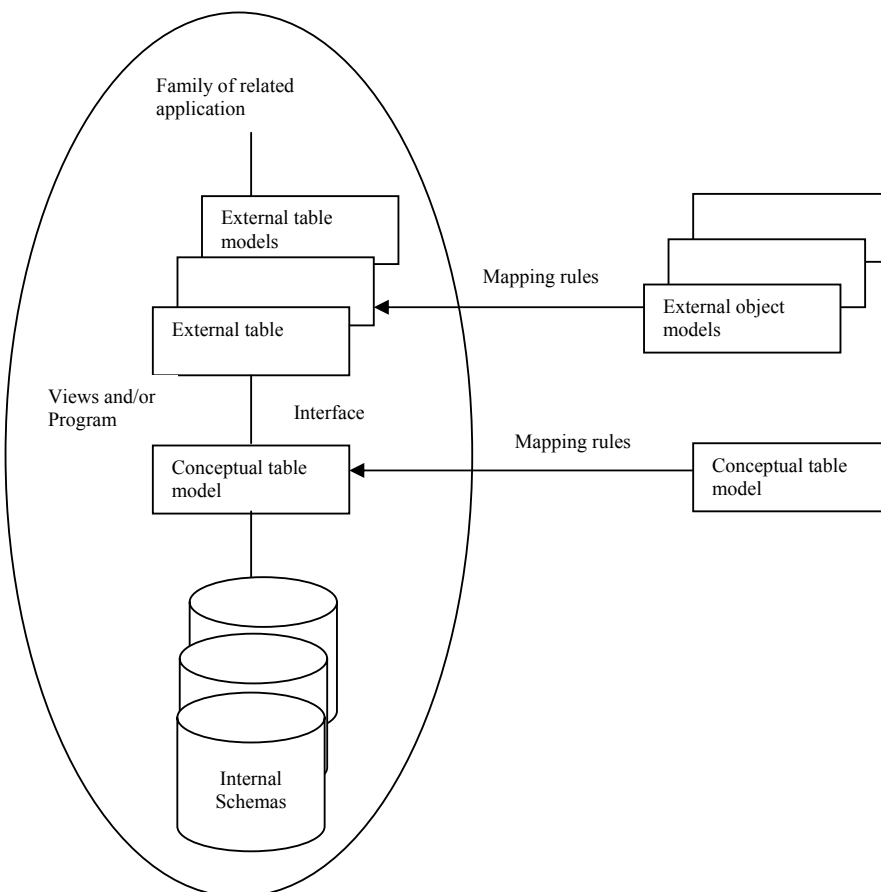 Family of related
application
External table
models
Mapping rules
External object
models
External table
Views and/or
Program
Interface
Mapping rules
Conceptual table
model
Conceptual table
model
Internal
Schemas